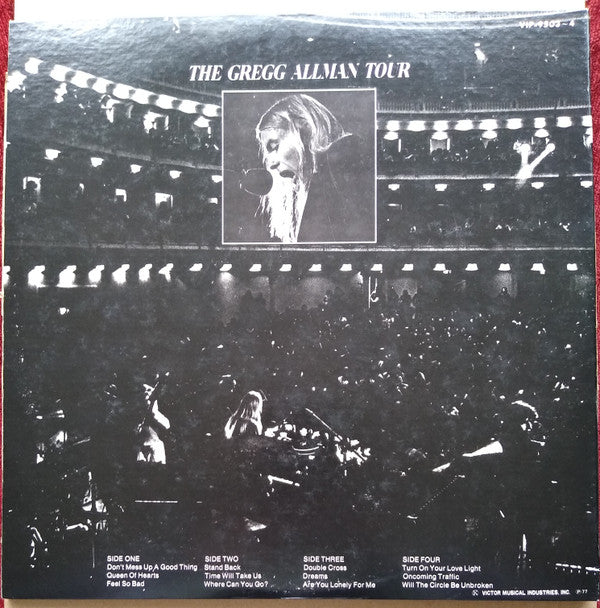 VIP-9503~4
THE GREGG ALLMAN TOUR
SIDE ONE
Don't Mess Up A Good Thing
Queen Of Hearts
Feel So Bad
SIDE TWO
Stand Back
Time Will Take Us
Where Can You Go?
SIDE THREE
Double Cross
Dreams
Are You Lonely For Me
SIDE FOUR
Turn On Your Love Light
Oncoming Traffic
Will The Circle Be Unbroken
VICTOR MUSICAL INDUSTRIES, INC. P-77